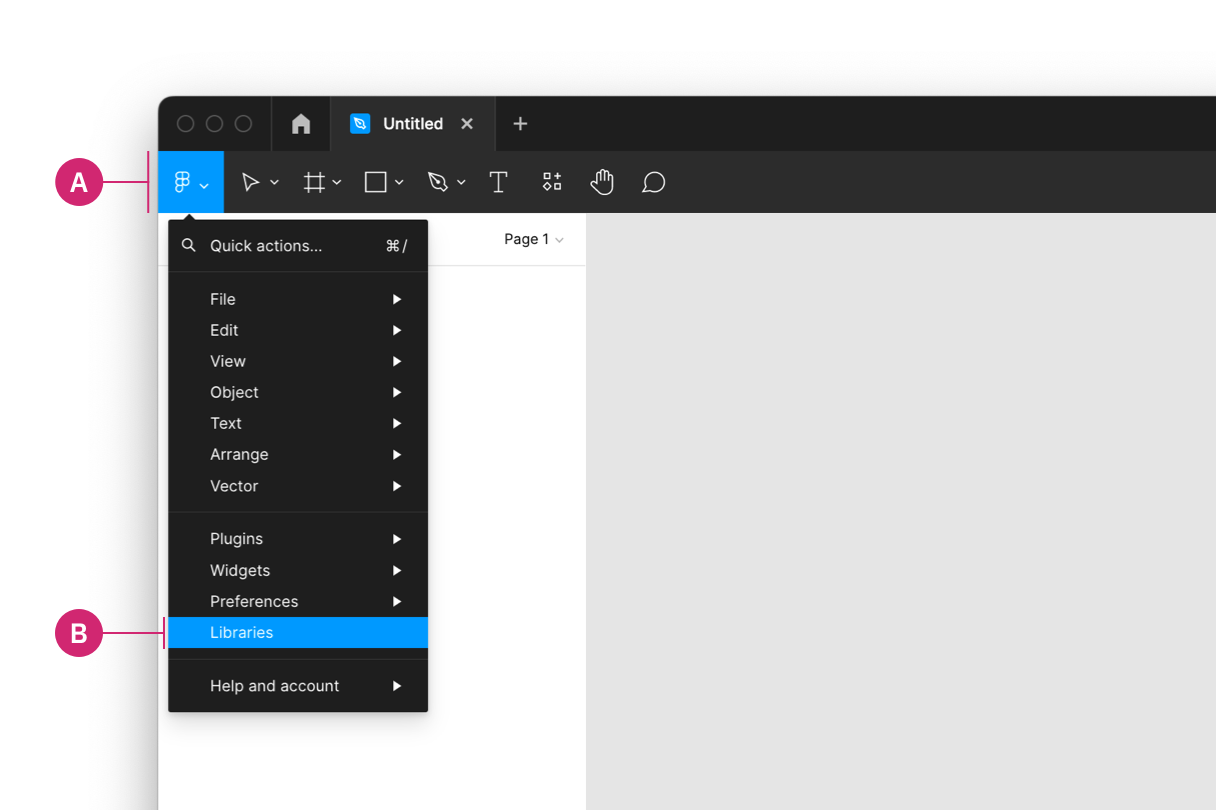 Untitled
A
Page 1
Quick actions... ⌘/
File
Edit
View
Object
Text
Arrange
Vector
Plugins
Widgets
Preferences
B
Libraries
Help and account